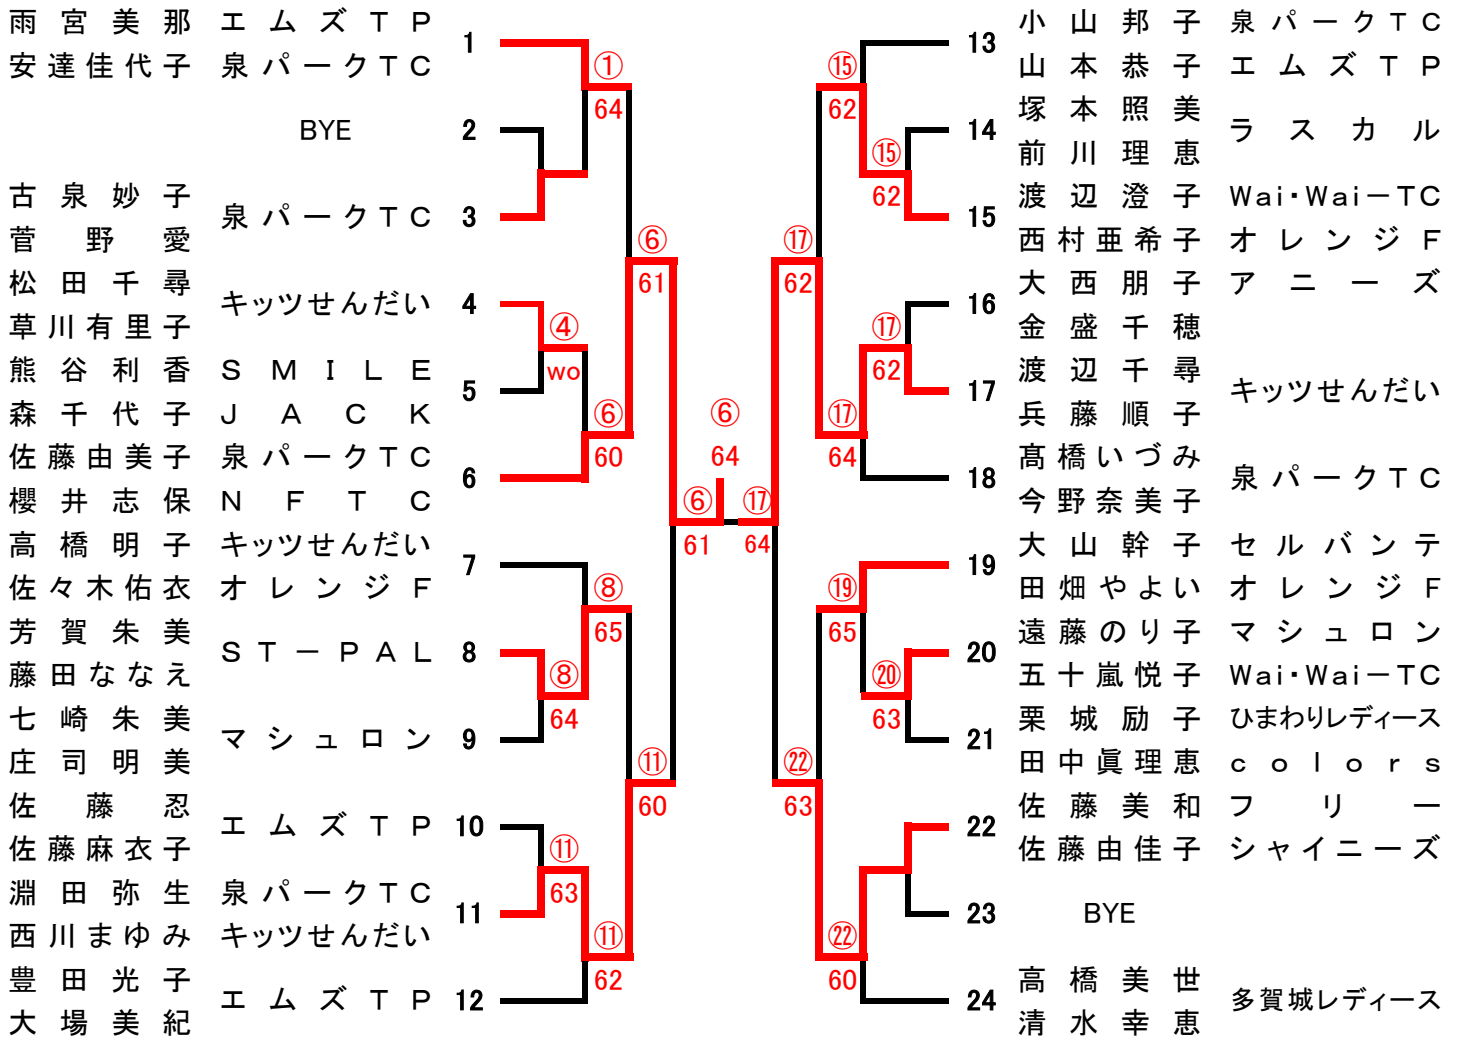 雨宮美那 エムズTP
1
安達佳代子 泉パークTC
BYE 2
古泉妙子
泉パークTC 3
菅野愛
松田千尋
キッツせんだい 4
草川有里子
熊谷利香 SMILE
5
森千代子 JACK
佐藤由美子 泉パークTC
6
櫻井志保 NFTC
高橋明子 キッツせんだい
7
佐々木佑衣 オレンジF
芳賀朱美
ST－PAL 8
藤田ななえ
七崎朱美
マシュロン 9
庄司明美
佐藤忍
エムズTP 10
佐藤麻衣子
淵田弥生 泉パークTC
11
西川まゆみ キッツせんだい
豊田光子
エムズTP 12
大場美紀
①
64
④
wo
⑥
60
⑥
61
⑧
64
⑧
65
⑪
63
⑪
62
⑪
60
⑥
61
⑥
64
⑰
64
⑮
62
⑮
62
⑰
62
⑰
62
⑰
64
⑲
65
⑳
63
㉒
63
㉒
60
小山邦子 泉パークTC
13
山本恭子 エムズTP
塚本照美
14 ラスカル
前川理恵
渡辺澄子 Wai・Wai－TC
15
西村亜希子 オレンジF
大西朋子 アニーズ
16
金盛千穂
渡辺千尋
17 キッツせんだい
兵藤順子
髙橋いづみ
18 泉パークTC
今野奈美子
大山幹子 セルバンテ
19
田畑やよい オレンジF
遠藤のり子 マシュロン
20
五十嵐悦子 Wai・Wai－TC
栗城励子 ひまわりレディース
21
田中眞理恵 colors
佐藤美和 フリー
22
佐藤由佳子 シャイニーズ
23 BYE
高橋美世
24 多賀城レディース
清水幸恵